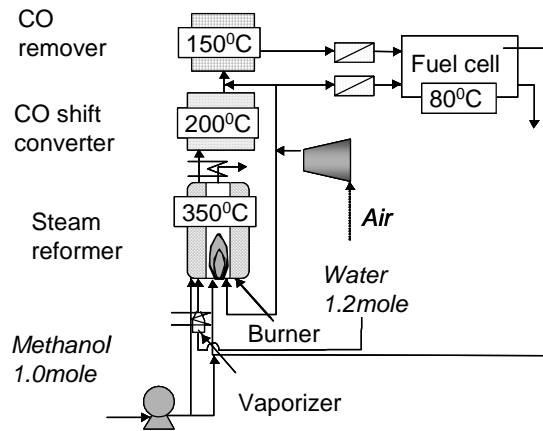 CO
remover
150⁰C
Fuel cell
80⁰C
CO shift
converter
200⁰C
Steam
reformer
350⁰C
Air
Water
1.2mole
Burner
Methanol
1.0mole
Vaporizer